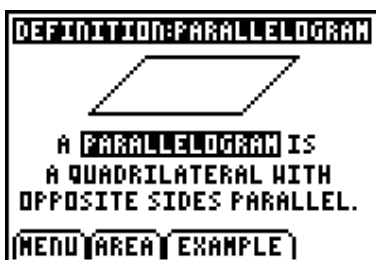 DEFINITION:PARALLELOGRAM
A PARALLELOGRAM IS
A QUADRILATERAL WITH
OPPOSITE SIDES PARALLEL.
MENU AREA EXAMPLE